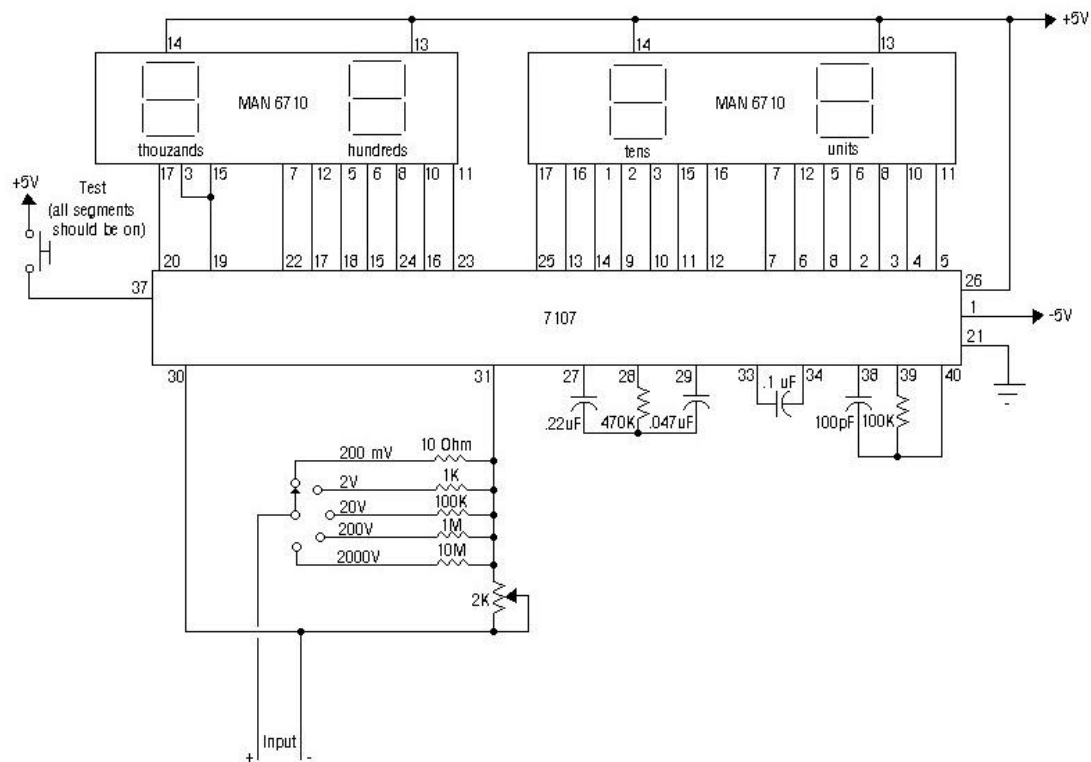 +5V
14 13 14 13
MAN 6710 MAN 6710
thouzands hundreds tens units
17 3 15 7 12 5 6 8 10 11 17 16 1 2 3 15 16 7 12 5 6 8 10 11
+5V
Test
(all segments
should be on)
20 19 22 17 18 15 24 16 23 25 13 14 9 10 11 12 7 6 8 2 3 4 5
37 26
7107
1 -5V
21
30 31 27 28 29 33 34 38 39 40
.1 uF
.22uF 470K .047uF 100pF 100K
200 mV 10 Ohm
2V 1K
20V 100K
200V 1M
2000V 10M
2K
+ Input -